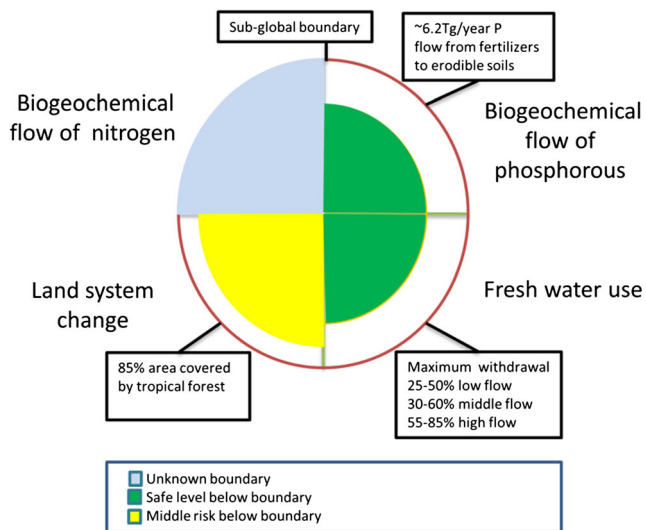 Sub-global boundary
~6.2Tg/year P
flow from fertilizers
to erodible soils
Biogeochemical
flow of nitrogen
Biogeochemical
flow of
phosphorous
Land system
change
Fresh water use
85% area covered
by tropical forest
Maximum withdrawal
25-50% low flow
30-60% middle flow
55-85% high flow
Unknown boundary
Safe level below boundary
Middle risk below boundary